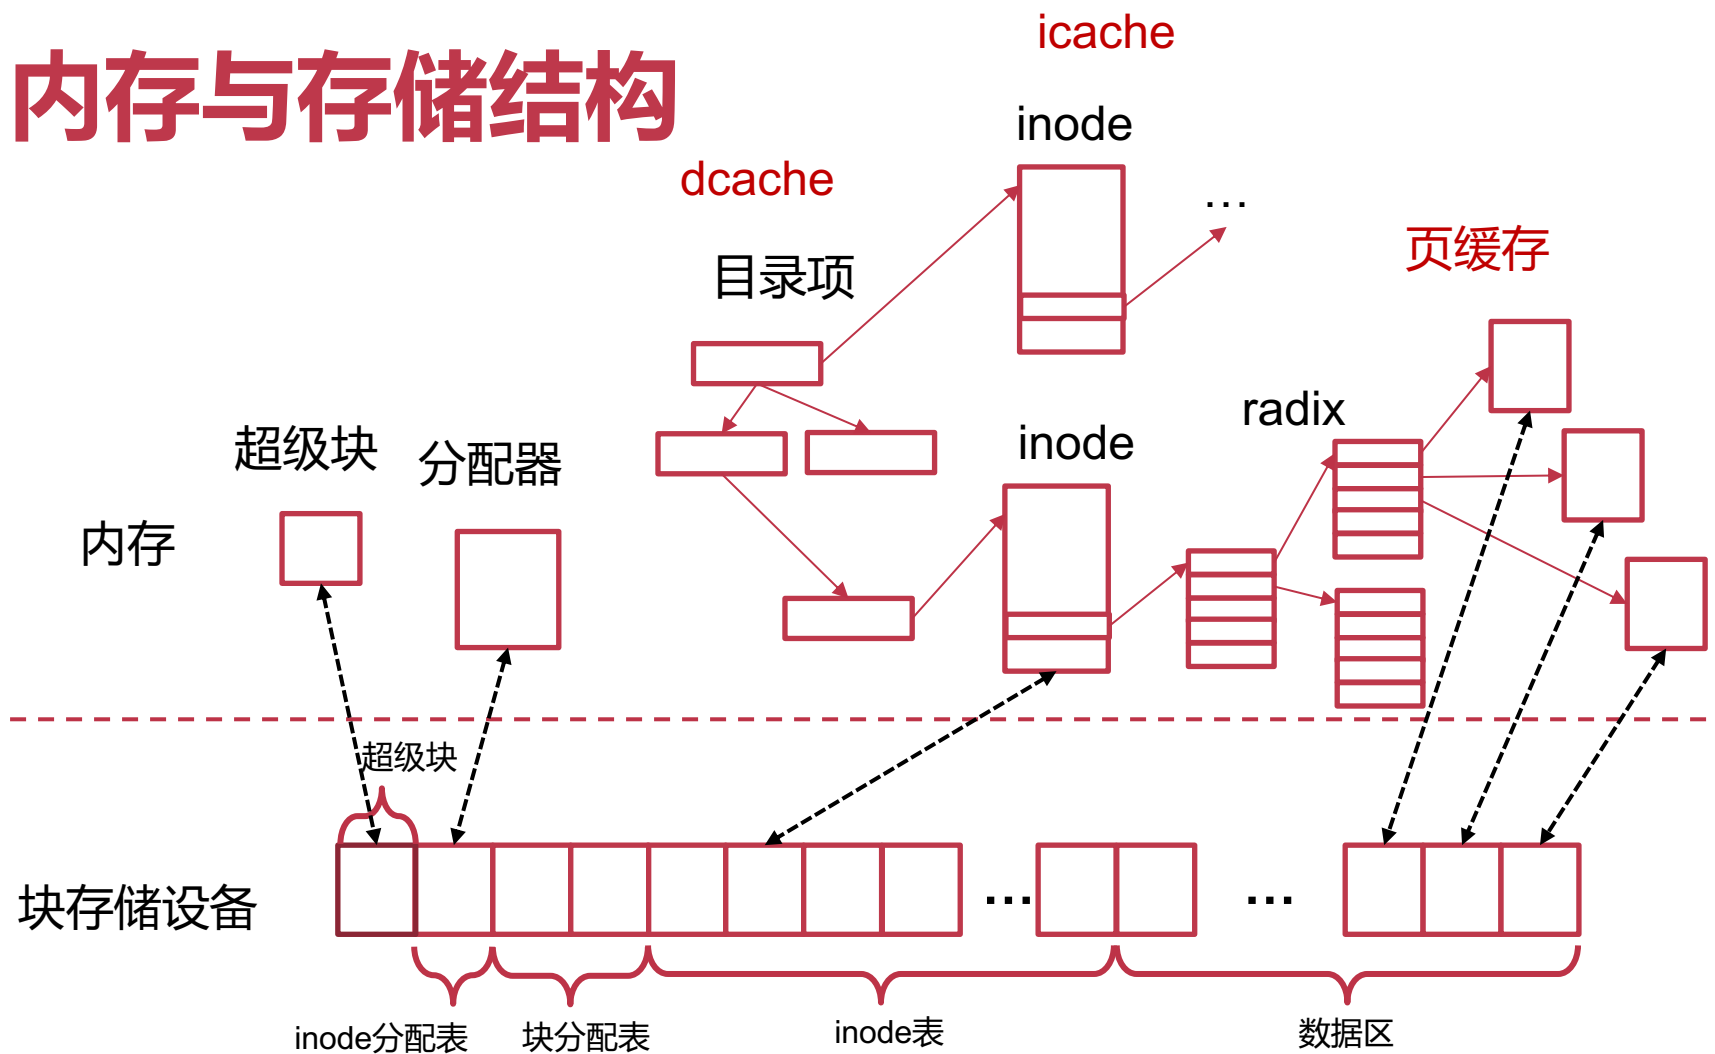 内存与存储结构
icache
inode
dcache
…
页缓存
目录项
radix
超级块
分配器
inode
内存
超级块
块存储设备
…
…
inode分配表
块分配表
inode表
数据区